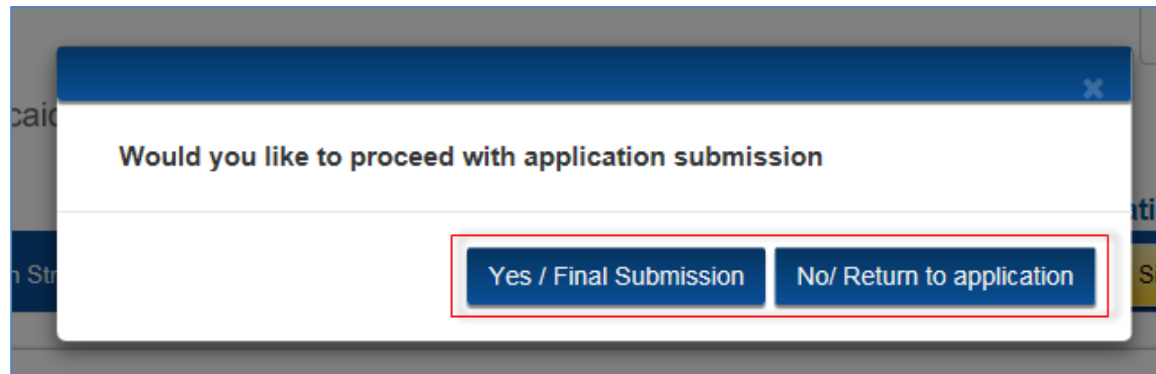 Would you like to proceed with application submission
Yes / Final Submission
No/ Return to application